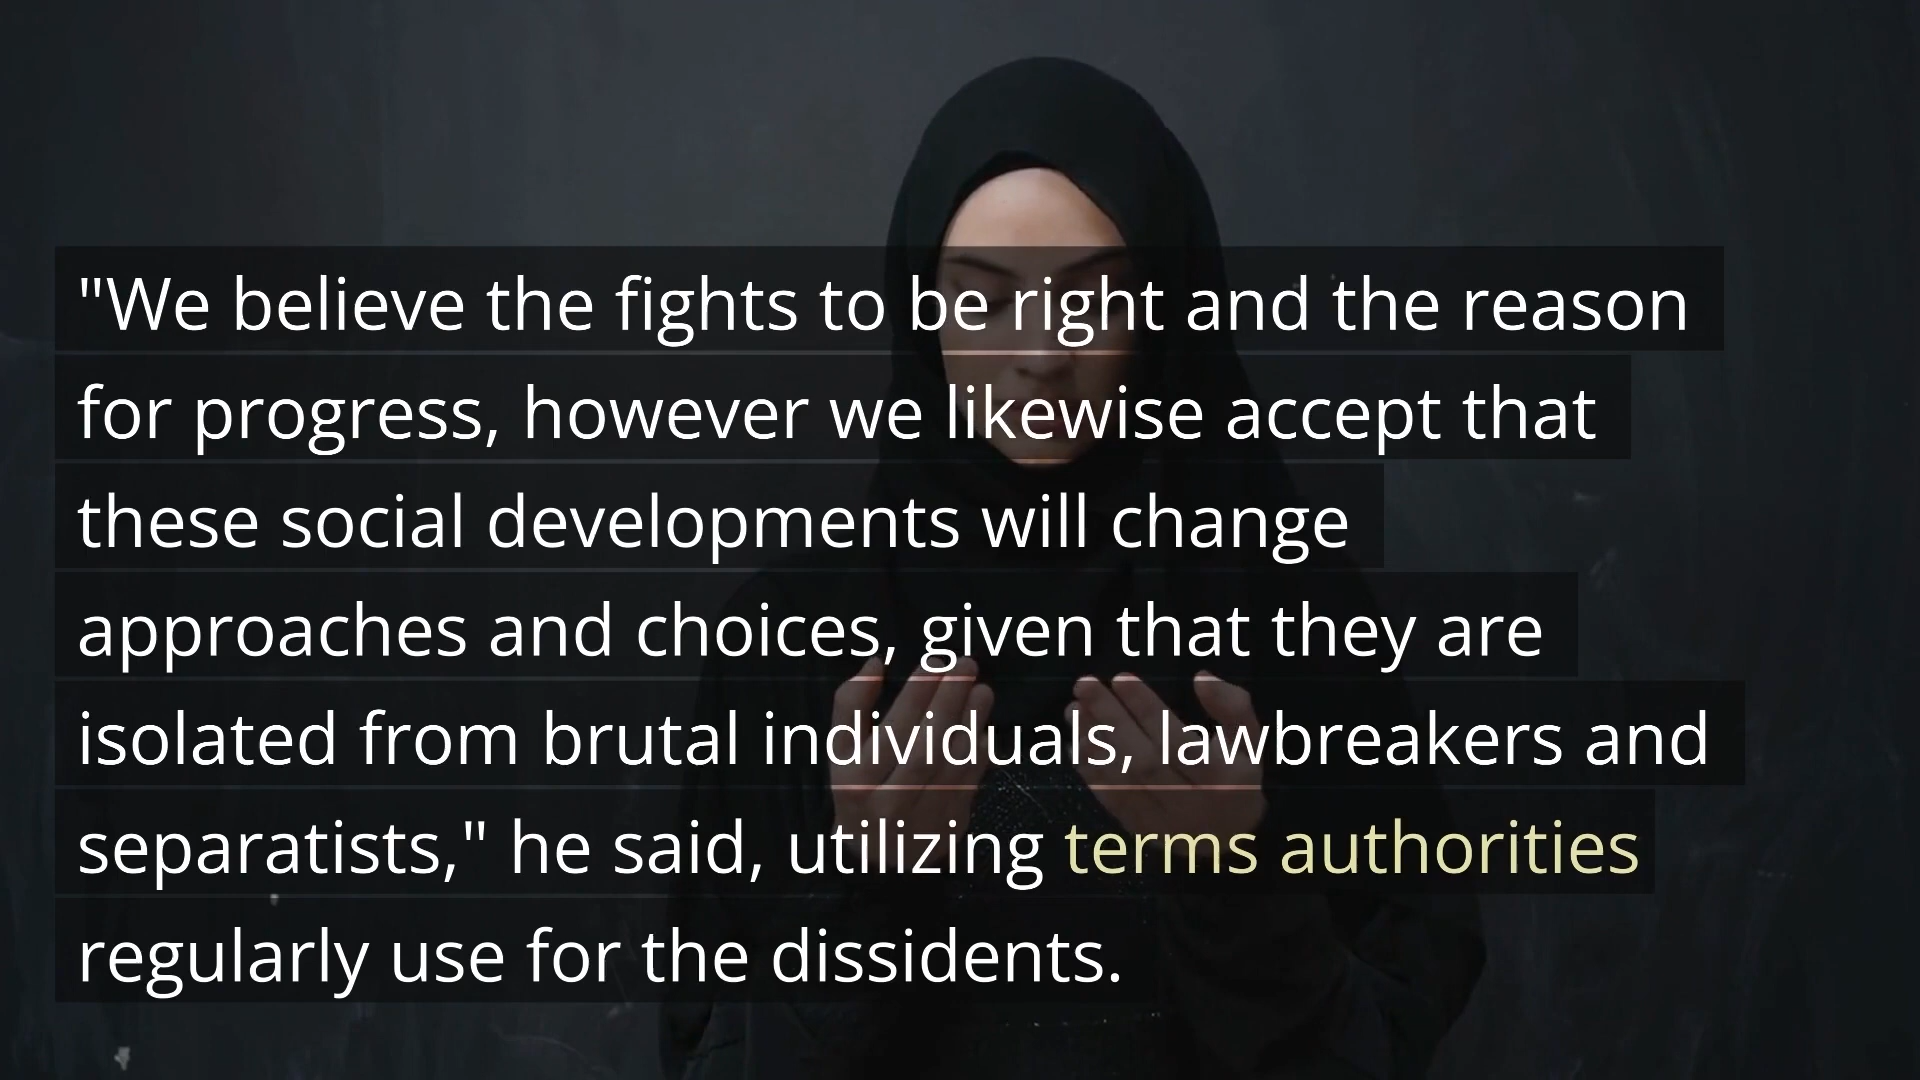 "We believe the fights to be right and the reason
for progress, however we likewise accept that
these social developments will change
approaches and choices, given that they are
isolated from brutal individuals, lawbreakers and
separatists," he said, utilizing terms authorities
regularly use for the dissidents.